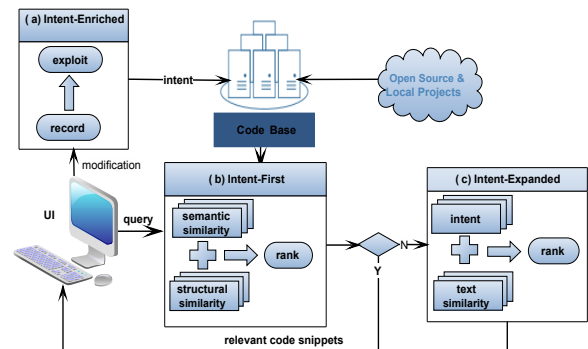 ( a) Intent-Enriched
exploit
record
intent
Open Source &
Local Projects
Code Base
modification
UI
query
( b) Intent-First
semantic
similarity
rank
structural
similarity
N
Y
( c) Intent-Expanded
intent
rank
text
similarity
relevant code snippets